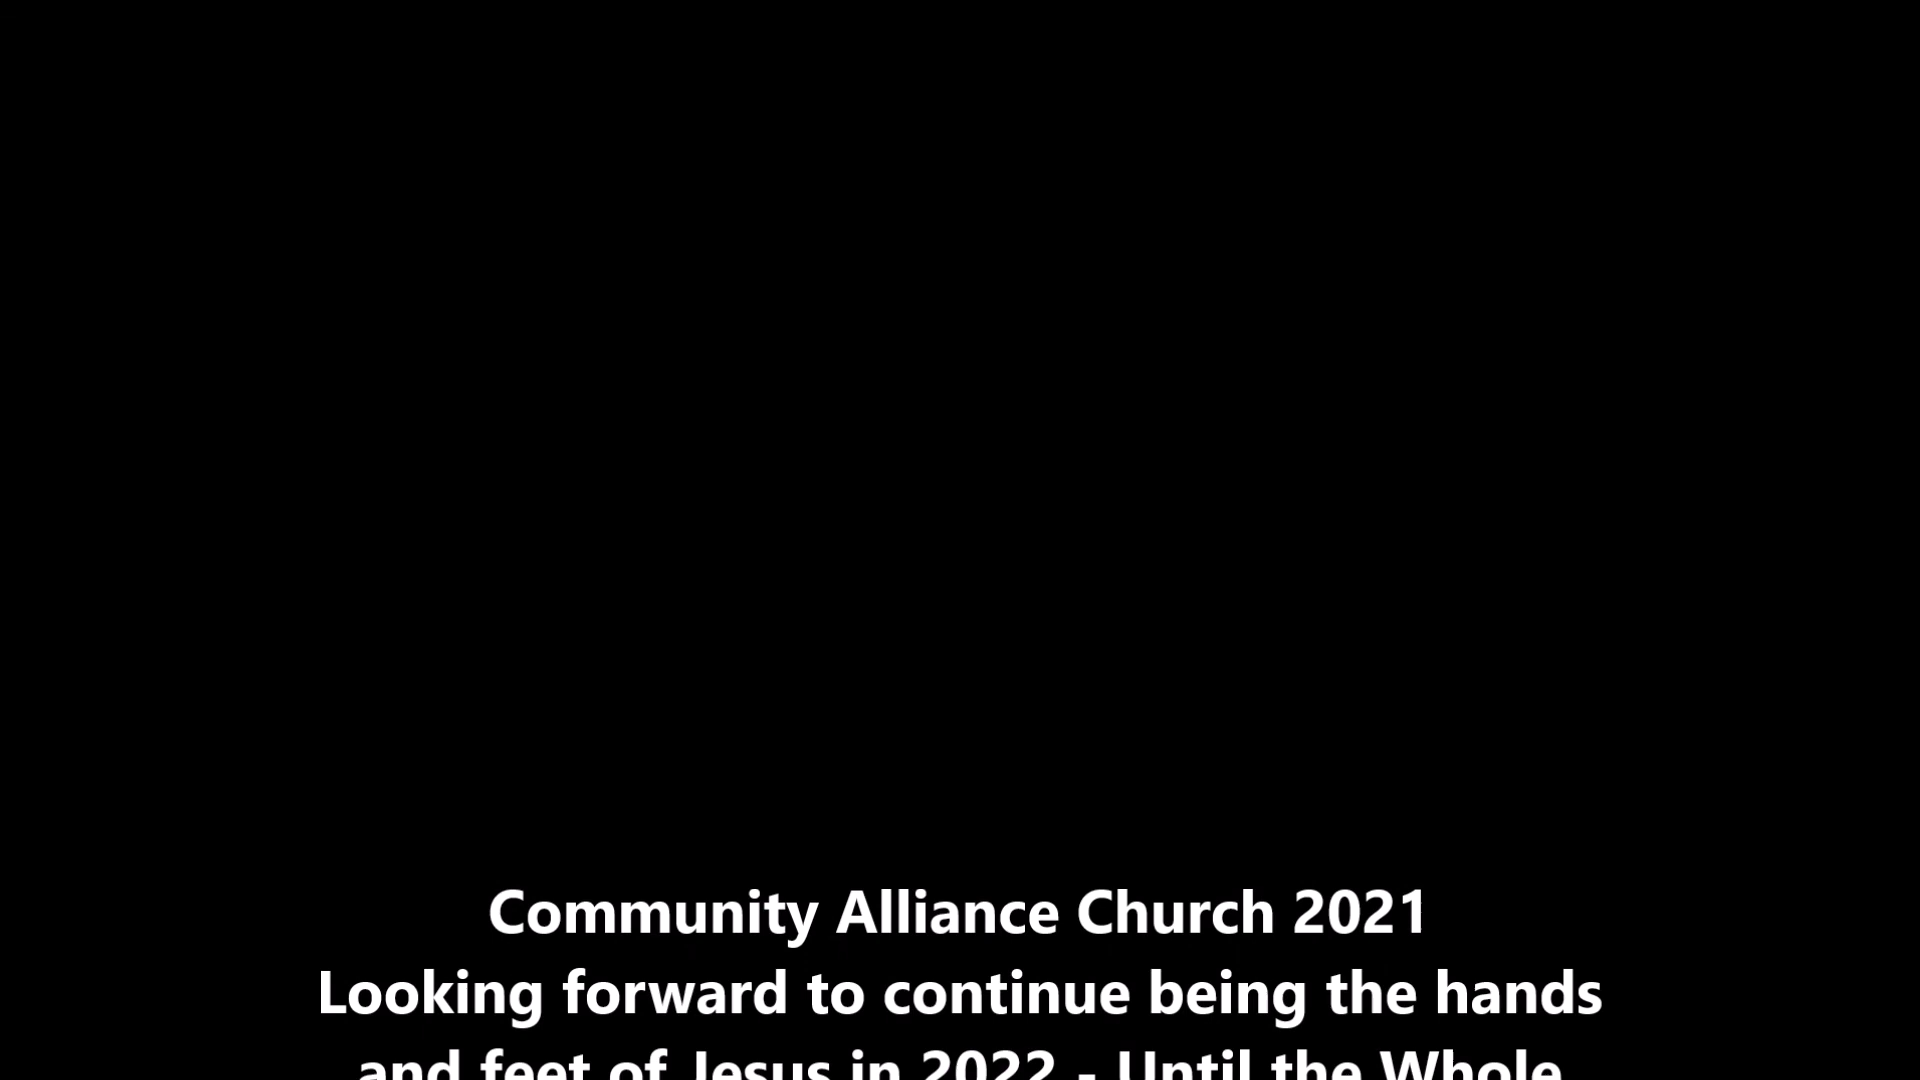 Community Alliance Church 2021
Looking forward to continue being the hands
and feet of Jesus in 2022 - Until the Whole